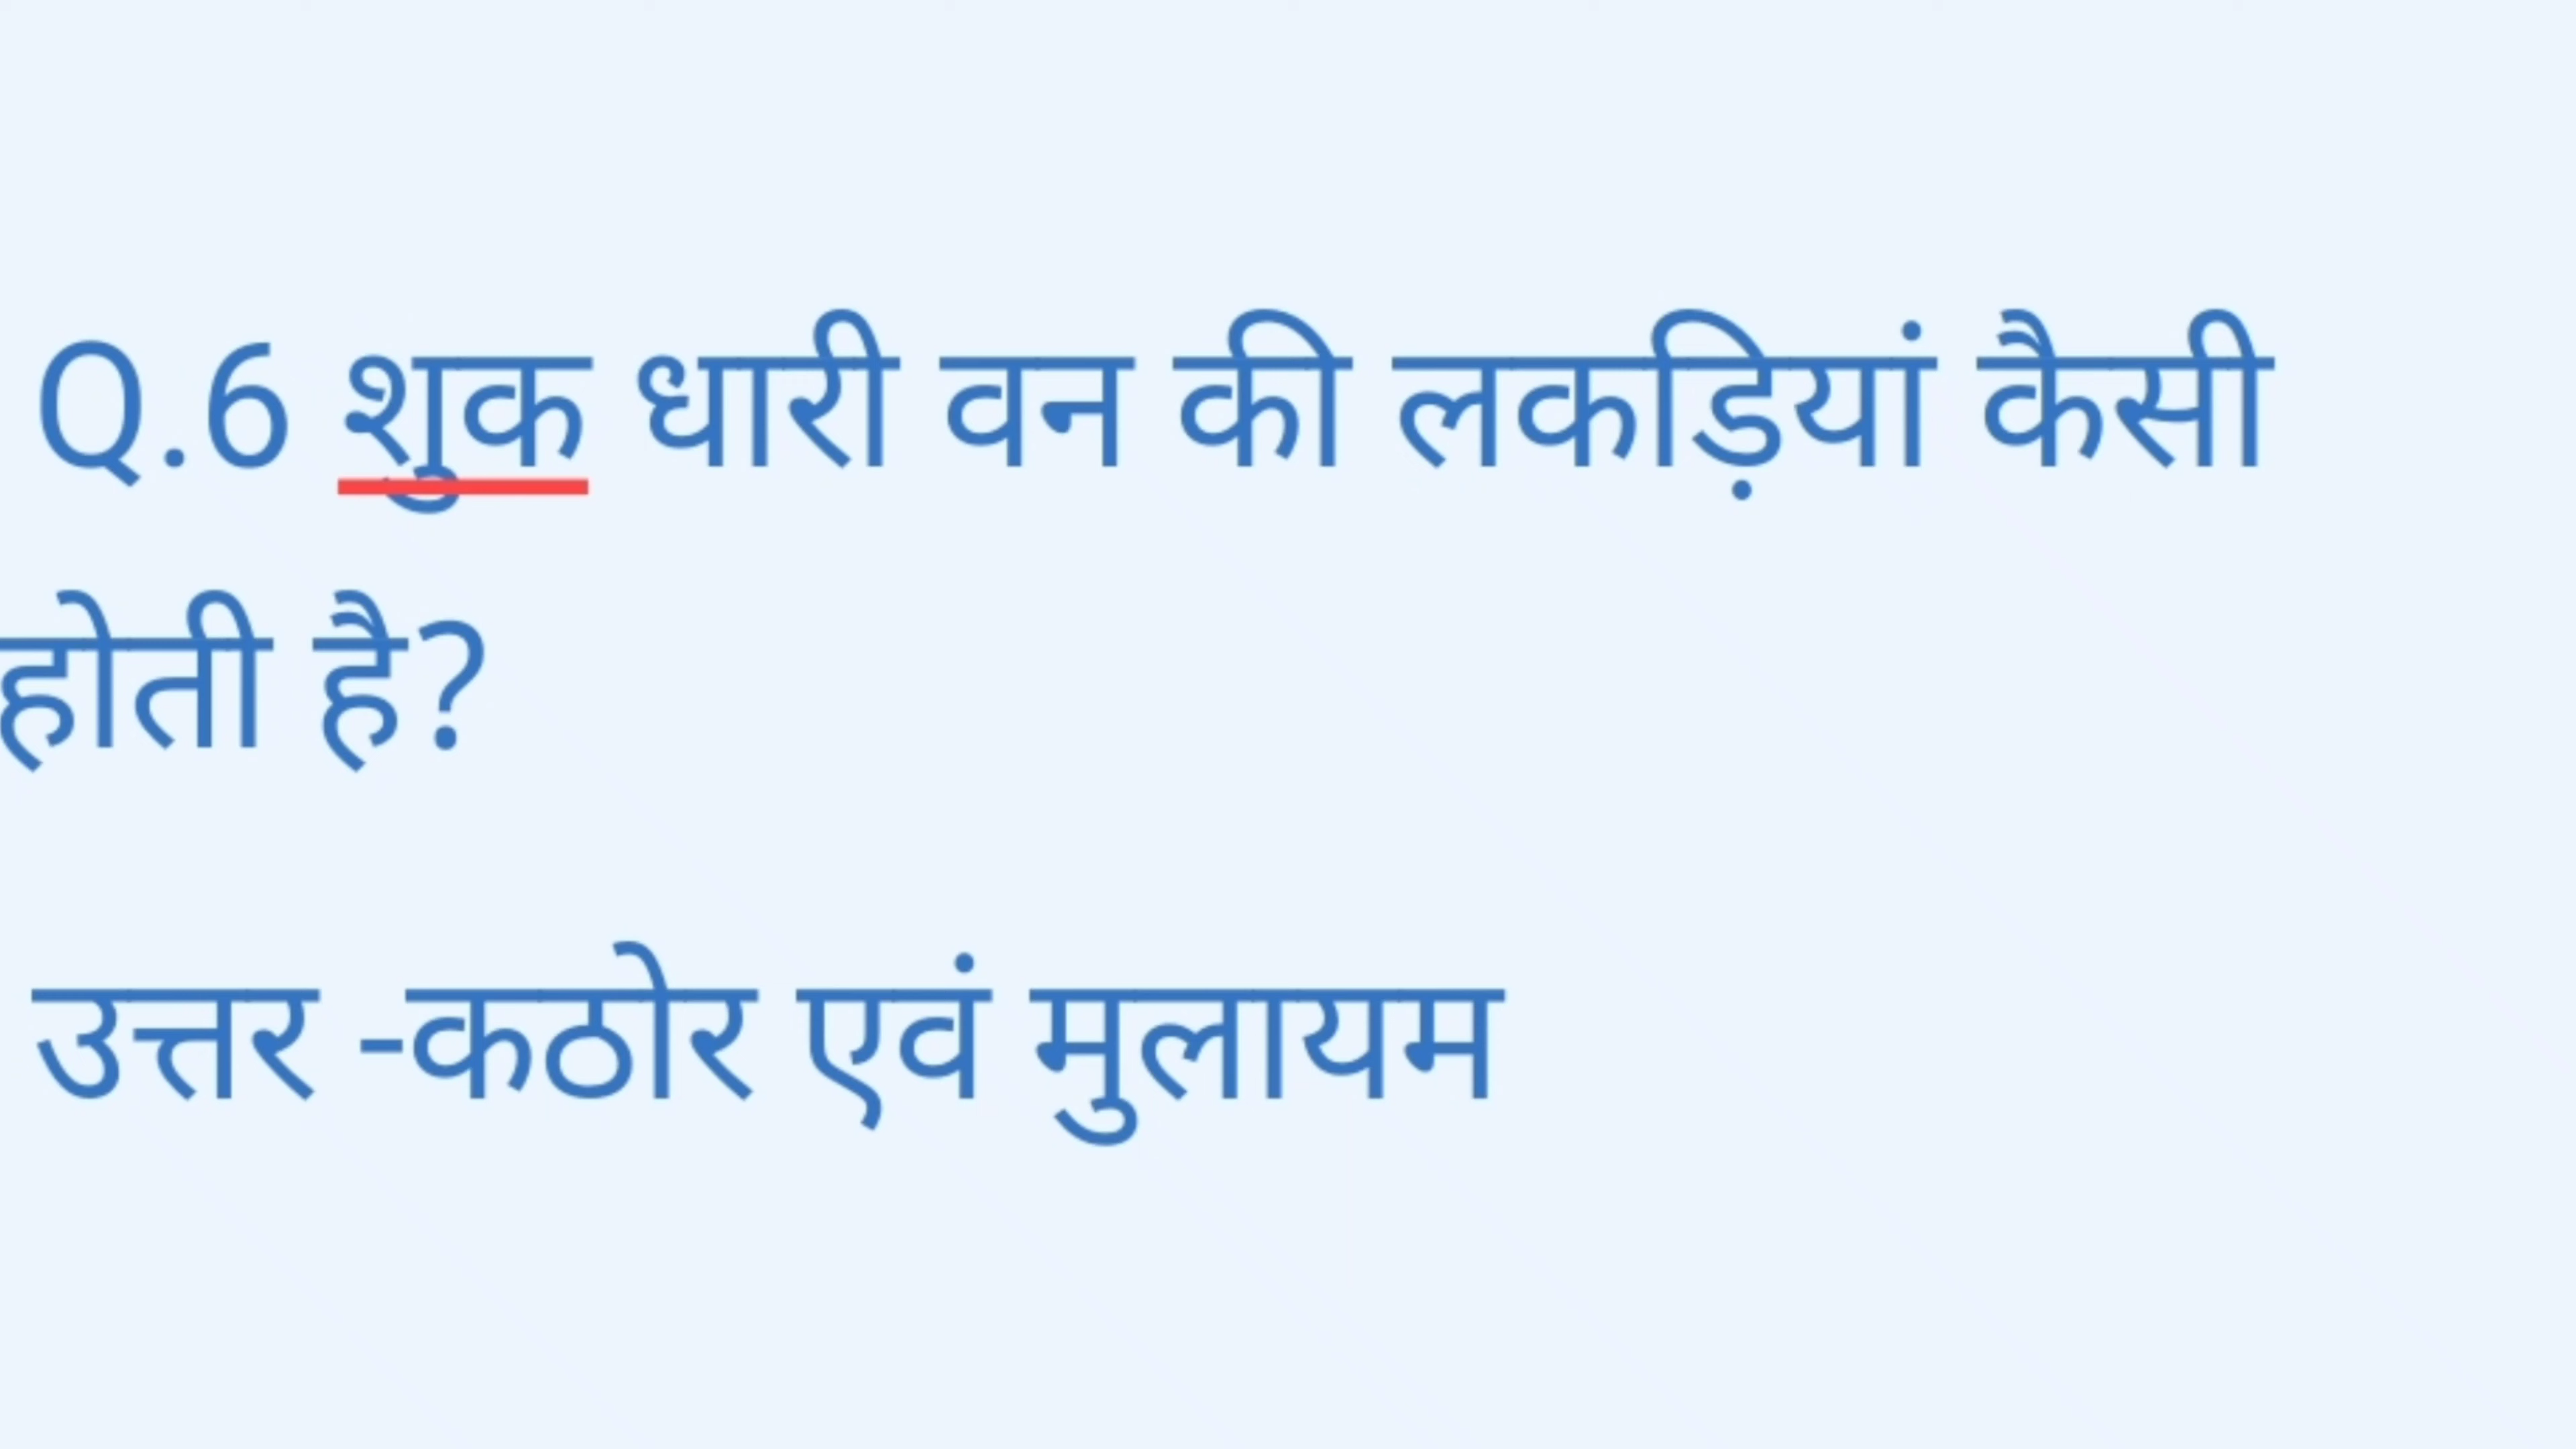 Q.6 शुक धारी वन की लकड़ियां कैसी
होती है?
उत्तर -कठोर एवं मुलायम